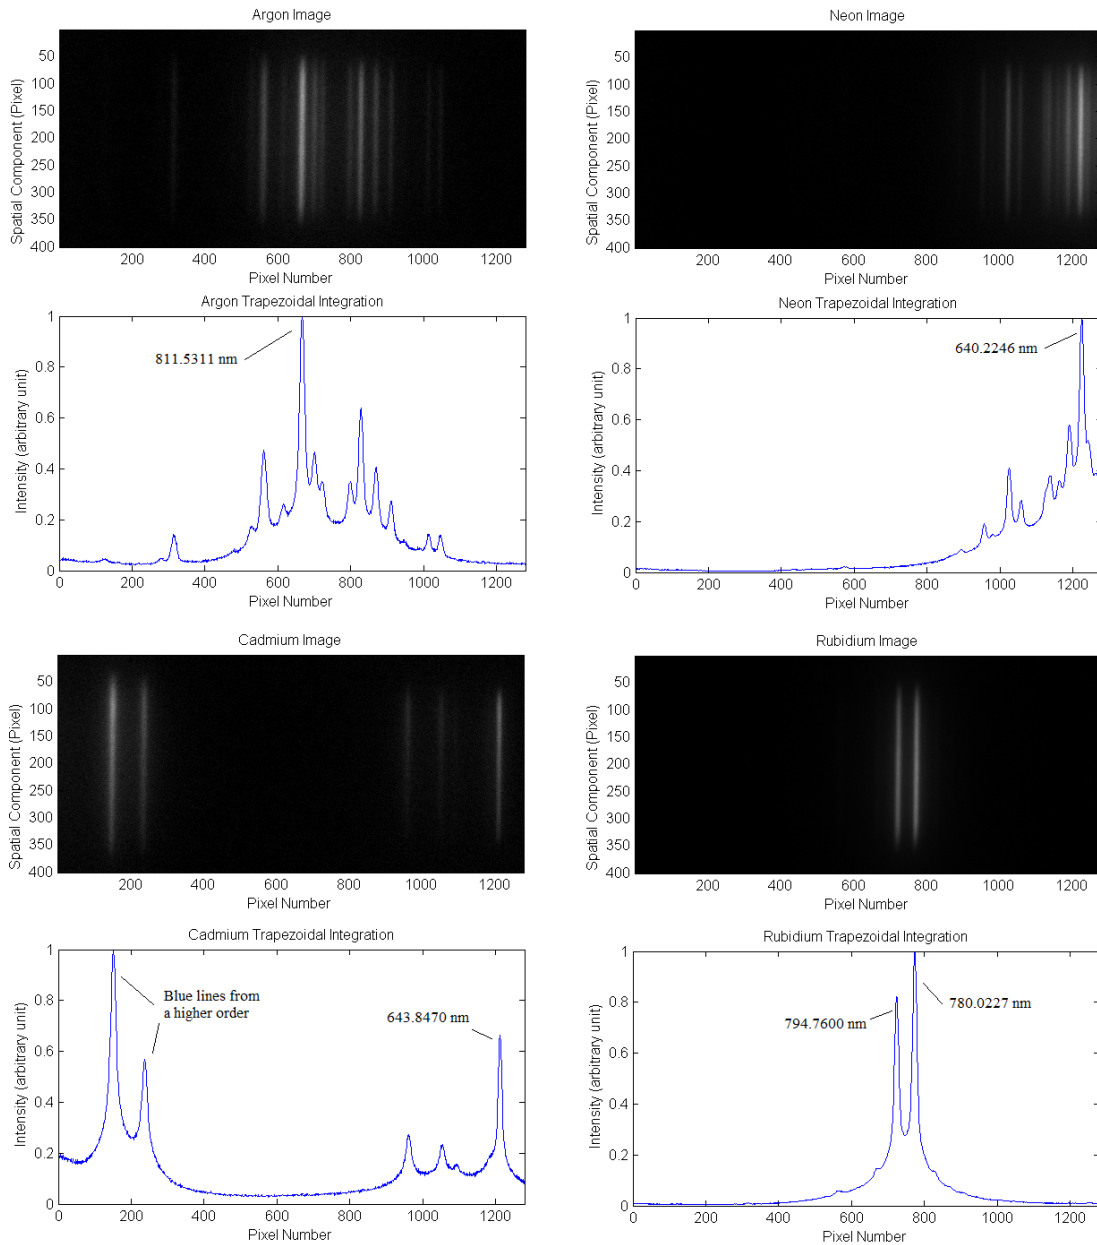 Argon Image
Spatial Component (Pixel)
50
100
150
200
250
300
350
400
200 400 600 800 1000 1200
Pixel Number
Neon Image
Spatial Component (Pixel)
50
100
150
200
250
300
350
400
200 400 600 800 1000 1200
Pixel Number
Argon Trapezoidal Integration
Intensity (arbitrary unit)
1
0.8
0.6
0.4
0.2
0
811.5311 nm
0 200 400 600 800 1000 1200
Pixel Number
Neon Trapezoidal Integration
Intensity (arbitrary unit)
1
0.8
0.6
0.4
0.2
0
640.2246 nm
0 200 400 600 800 1000 1200
Pixel Number
Cadmium Image
Spatial Component (Pixel)
50
100
150
200
250
300
350
400
200 400 600 800 1000 1200
Pixel Number
Rubidium Image
Spatial Component (Pixel)
50
100
150
200
250
300
350
400
200 400 600 800 1000 1200
Pixel Number
Cadmium Trapezoidal Integration
Intensity (arbitrary unit)
1
0.8
0.6
0.4
0.2
0
Blue lines from
a higher order
643.8470 nm
0 200 400 600 800 1000 1200
Pixel Number
Rubidium Trapezoidal Integration
Intensity (arbitrary unit)
1
0.8
0.6
0.4
0.2
0
794.7600 nm
780.0227 nm
0 200 400 600 800 1000 1200
Pixel Number